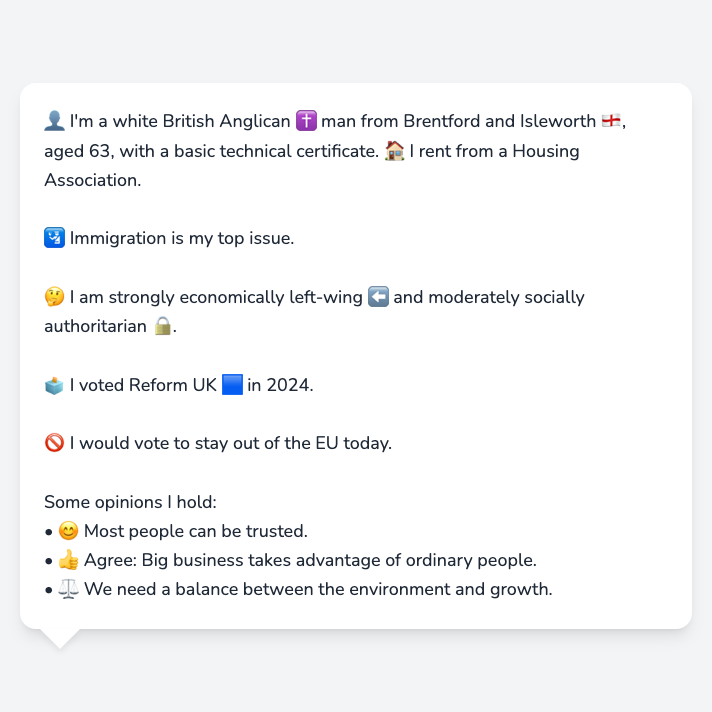 👤 I'm a white British Anglican ✝️ man from Brentford and Isleworth 🏴󠁧󠁢󠁥󠁮󠁧󠁿,
aged 63, with a basic technical certificate. 🏠 I rent from a Housing
Association.
🛂 Immigration is my top issue.
🤔 I am strongly economically left-wing ⬅️ and moderately socially
authoritarian 🔒.
🗳️ I voted Reform UK 🟦 in 2024.
🚫 I would vote to stay out of the EU today.
Some opinions I hold:
• 😊 Most people can be trusted.
• 👍 Agree: Big business takes advantage of ordinary people.
• ⚖️ We need a balance between the environment and growth.